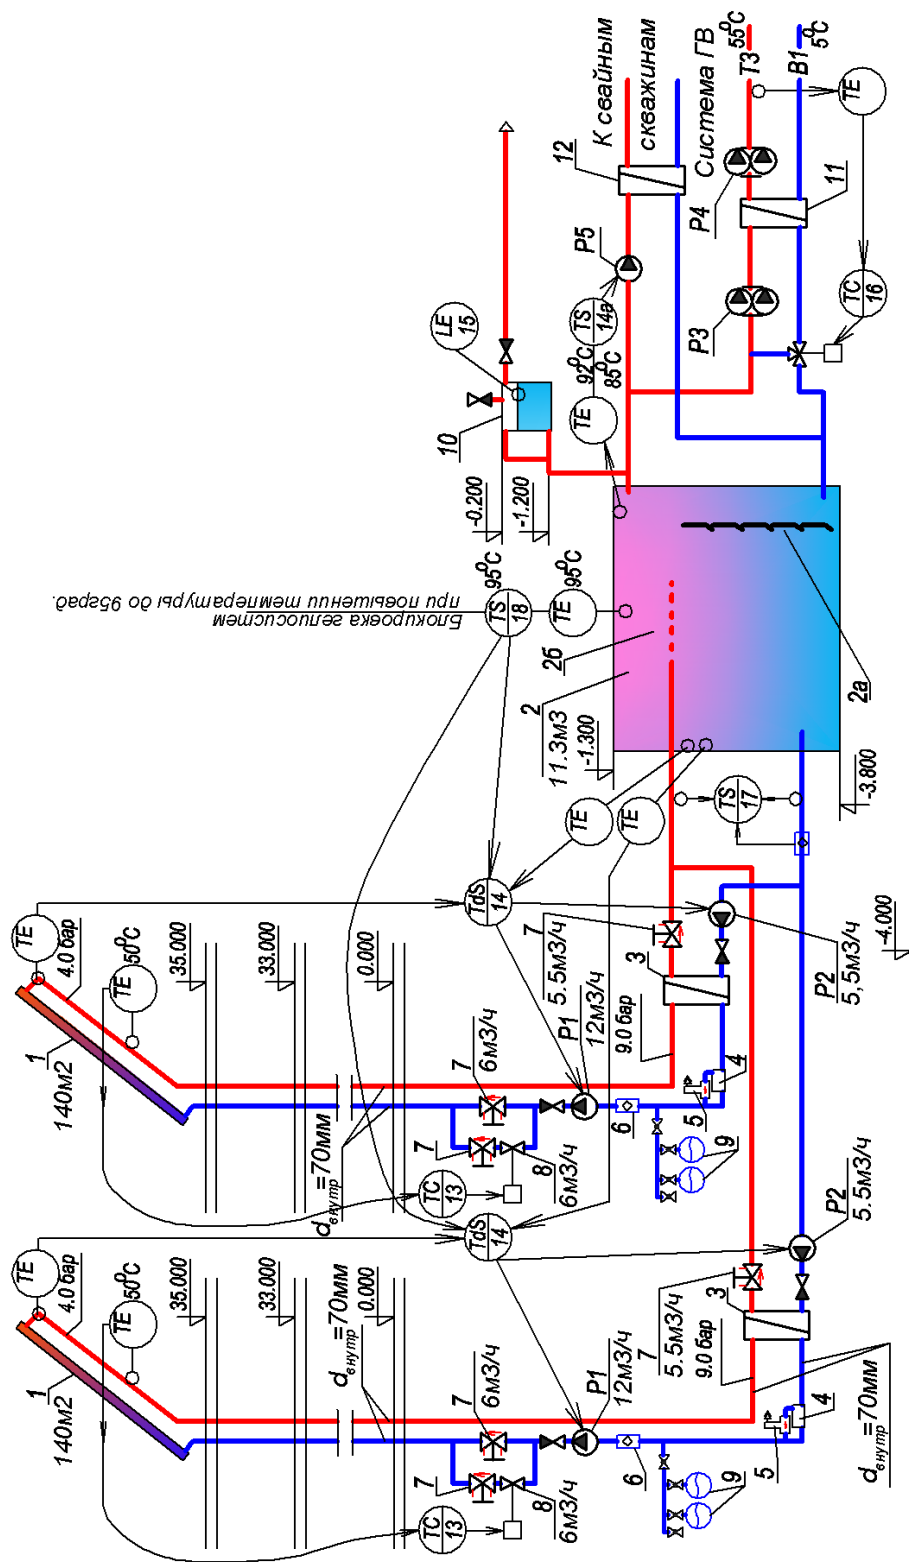 К свайным
скважинам
Система ГВ
Т3 55°C
В1 5°C
12
P5
P4
11
P3
TE
TC
16
TS
14a
92°C
85°C
TE
LE
15
10
-0.200
-1.200
Блокировка гелиосистем
при повышении температуры до 95град.
TS
18
95°C
TE
95°C
2
11.3м3
2б
2a
-1.300
-3.800
-4.000
TS
17
TE
TE
TE
4.0 бар
1
140м2
TE
50°C
35.000
33.000
0.000
TdS
14
dвнутр=70мм
7
6м3/ч
7
TC
13
8
6м3/ч
P1
12м3/ч
6
9
5
4
3
9.0 бар
7
5.5м3/ч
P2
5,5м3/ч
TE
4.0 бар
1
140м2
TE
50°C
35.000
33.000
0.000
TdS
14
dвнутр=70мм
7
6м3/ч
7
TC
13
8
6м3/ч
P1
12м3/ч
6
9
5
4
3
9.0 бар
7
5.5м3/ч
P2
5.5м3/ч
dвнутр=70мм